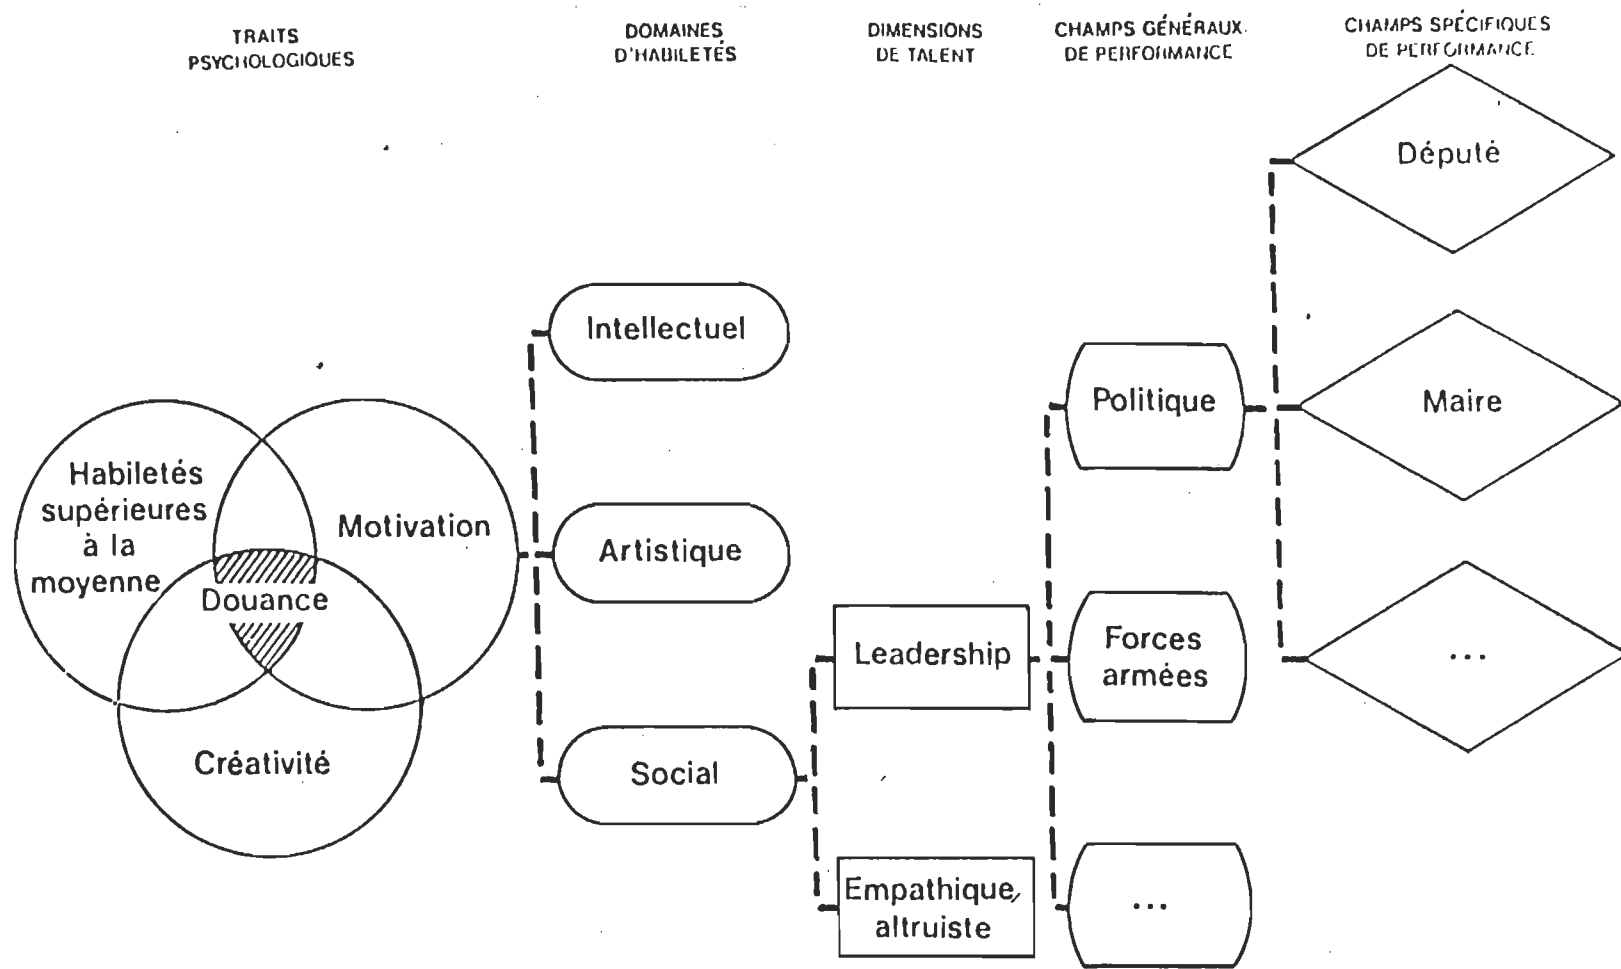 TRAITS
PSYCHOLOGIQUES
DOMAINES
D'HABILETÉS
DIMENSIONS
DE TALENT
CHAMPS GÉNÉRAUX
DE PERFORMANCE
CHAMPS SPÉCIFIQUES
DE PERFORMANCE
Habiletés
supérieures
à la
moyenne
Motivation
Douance
Créativité
Intellectuel
Artistique
Social
Leadership
Empathique,
altruiste
Politique
Forces
armées
...
Député
Maire
...